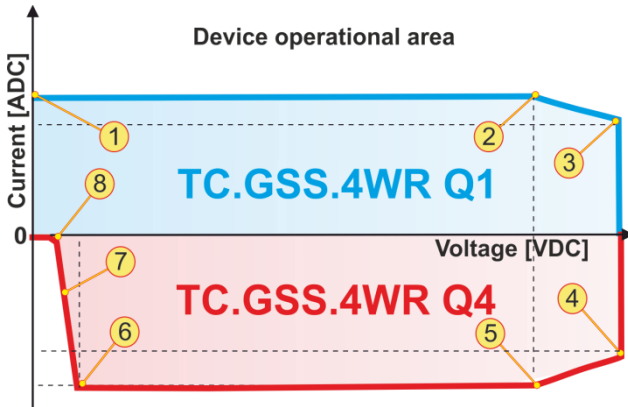 Device operational area
Current [ADC]
1
2
3
8
TC.GSS.4WR Q1
0
Voltage [VDC]
7
TC.GSS.4WR Q4
4
6
5